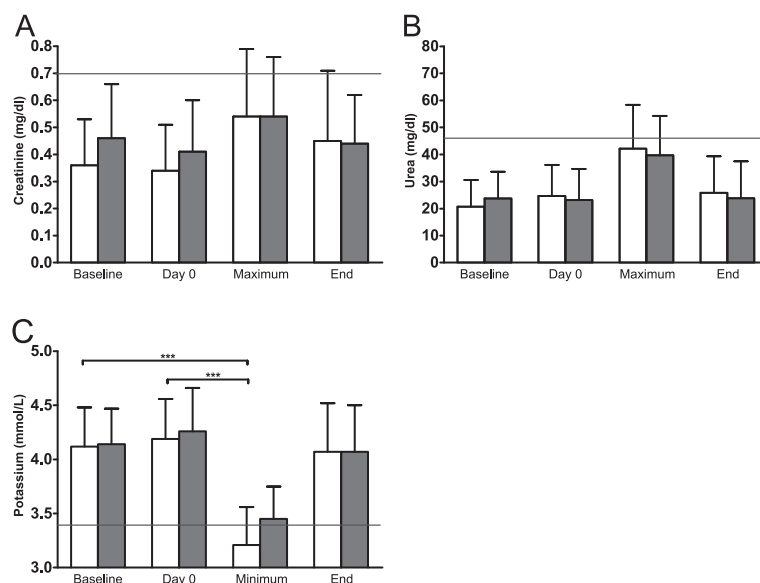 A
Creatinine (mg/dl)
0.8
0.7
0.6
0.5
0.4
0.3
0.2
0.1
0.0
Baseline Day 0 Maximum End
B
Urea (mg/dl)
80
70
60
50
40
30
20
10
0
Baseline Day 0 Maximum End
C
Potassium (mmol/L)
5.0
4.5
4.0
3.5
3.0
***
***
Baseline Day 0 Minimum End